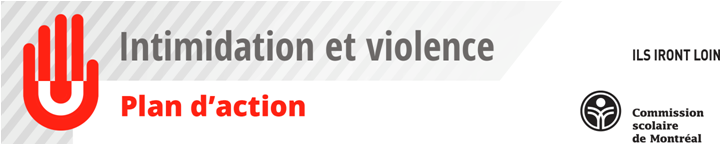 Intimidation et violence
Plan d'action
ILS IRONT LOIN
Commission
scolaire
de Montréal